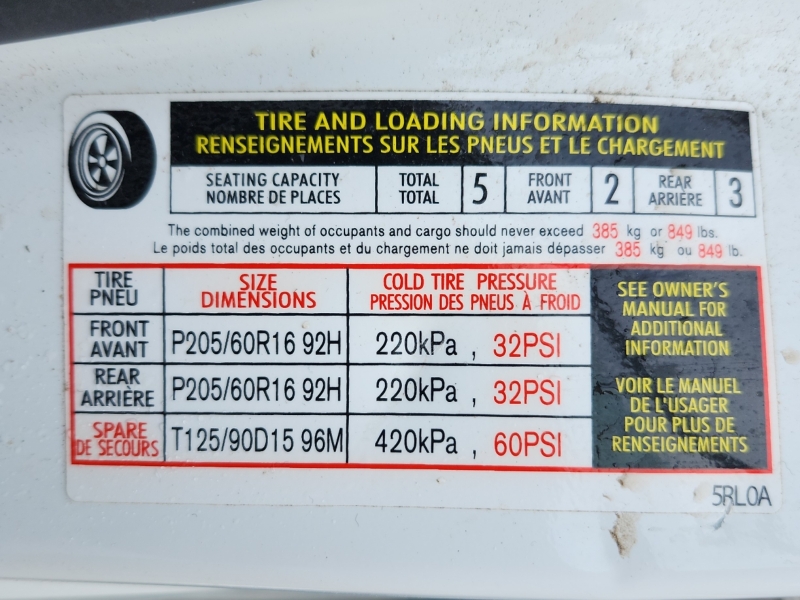 TIRE AND LOADING INFORMATION
RENSEIGNEMENTS SUR LES PNEUS ET LE CHARGEMENT
SEATING CAPACITY TOTAL 5 FRONT 2 REAR 3
NOMBRE DE PLACES TOTAL AVANT ARRIÈRE
The combined weight of occupants and cargo should never exceed 385 kg or 849 lbs.
Le poids total des occupants et du chargement ne doit jamais dépasser 385 kg ou 849 lb.
TIRE SIZE COLD TIRE PRESSURE
PNEU DIMENSIONS PRESSION DES PNEUS À FROID
FRONT
AVANT P205/60R16 92H 220kPa , 32PSI
REAR
ARRIÈRE P205/60R16 92H 220kPa , 32PSI
SPARE
DE SECOURS T125/90D15 96M 420kPa , 60PSI
SEE OWNER'S
MANUAL FOR
ADDITIONAL
INFORMATION
VOIR LE MANUEL
DE L'USAGER
POUR PLUS DE
RENSEIGNEMENTS
5RL0A